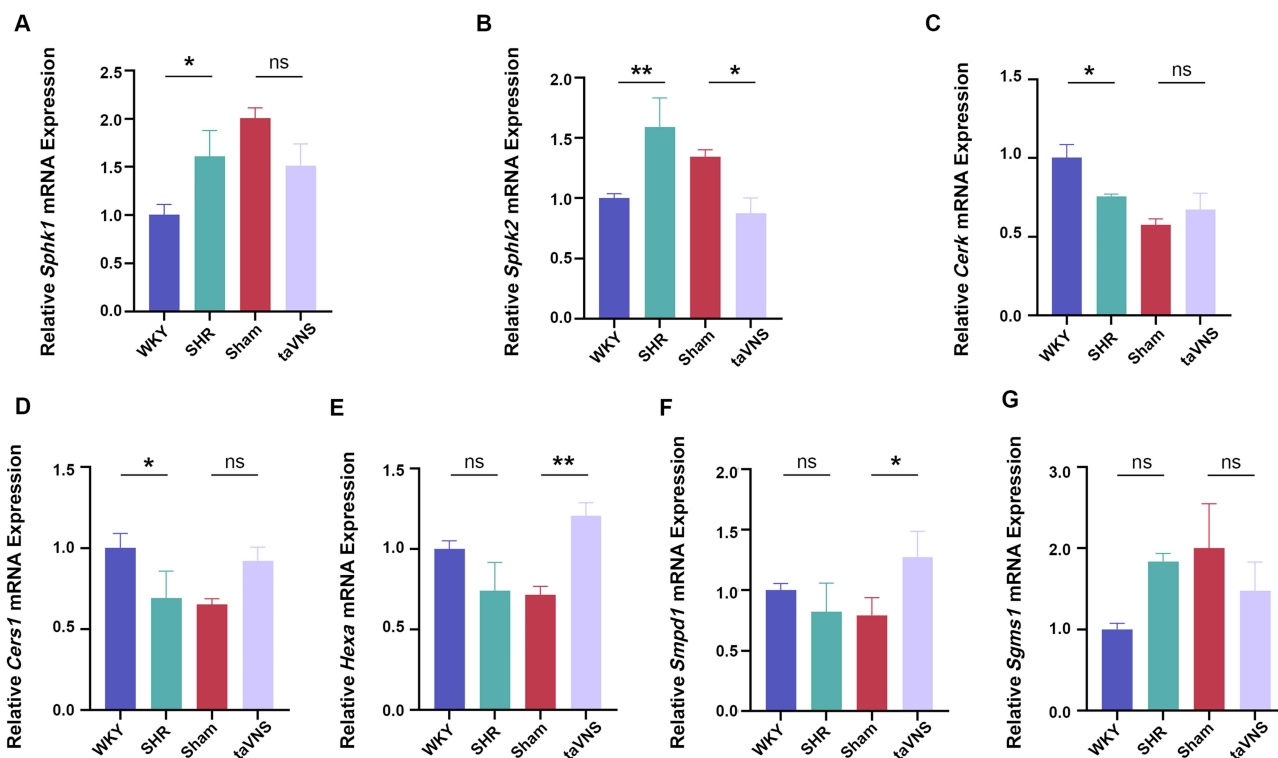 A
Relative Sphk1 mRNA Expression
2.5
2.0
1.5
1.0
0.5
0.0
*
ns
WKY
SHR
Sham
taVNS
B
Relative Sphk2 mRNA Expression
2.0
1.5
1.0
0.5
0.0
**
*
WKY
SHR
Sham
taVNS
C
Relative Cerk mRNA Expression
1.5
1.0
0.5
0.0
*
ns
WKY
SHR
Sham
taVNS
D
Relative Cers1 mRNA Expression
1.5
1.0
0.5
0.0
*
ns
WKY
SHR
Sham
taVNS
E
Relative Hexa mRNA Expression
1.5
1.0
0.5
0.0
ns
**
WKY
SHR
Sham
taVNS
F
Relative Smpd1 mRNA Expression
2.0
1.5
1.0
0.5
0.0
ns
*
WKY
SHR
Sham
taVNS
G
Relative Sgms1 mRNA Expression
3.0
2.0
1.0
0.0
ns
ns
WKY
SHR
Sham
taVNS